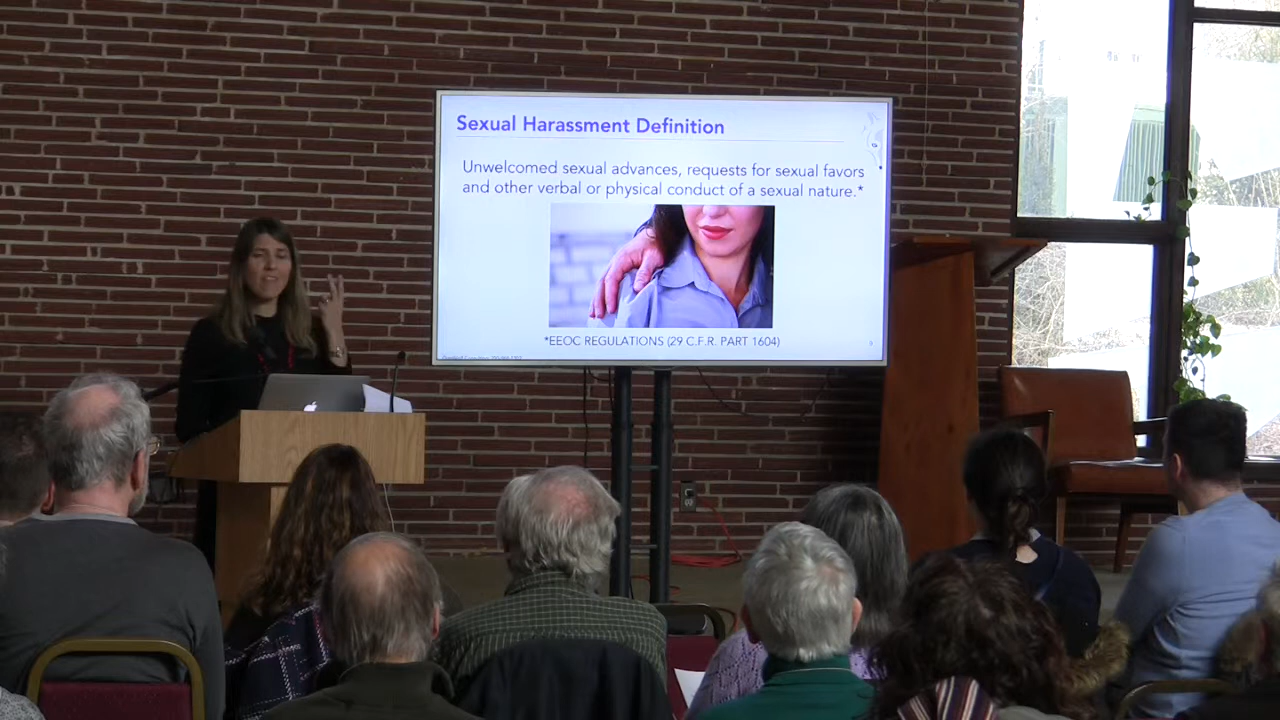 Sexual Harassment Definition
Unwelcomed sexual advances, requests for sexual favors
and other verbal or physical conduct of a sexual nature.*
*EEOC REGULATIONS (29 C.F.R. PART 1604)